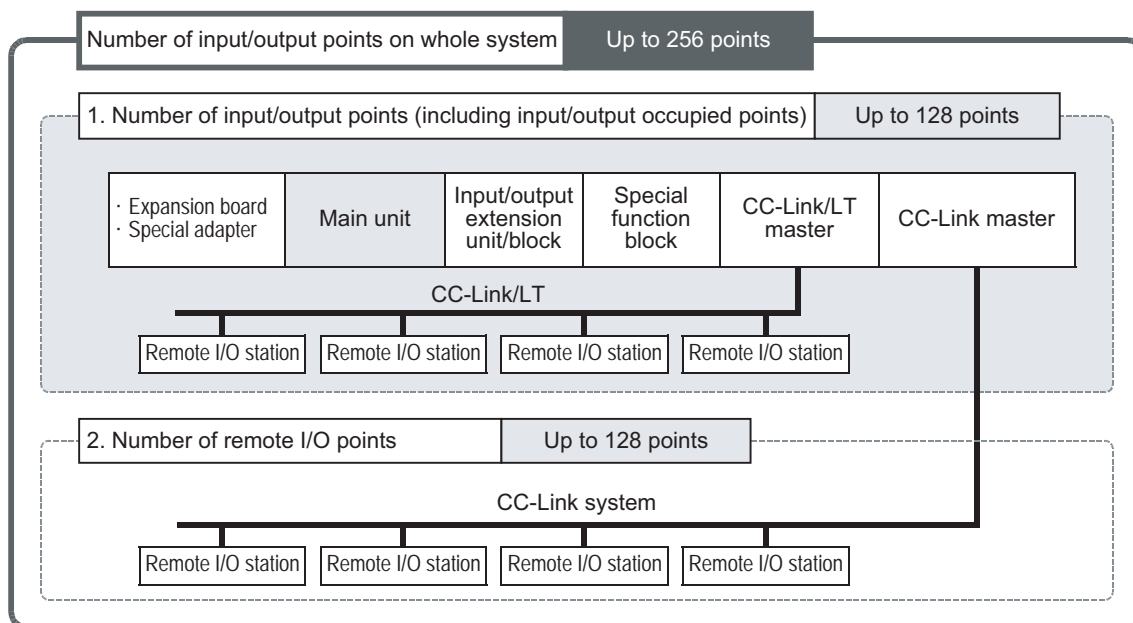 Number of input/output points on whole system
Up to 256 points
1. Number of input/output points (including input/output occupied points)
Up to 128 points
· Expansion board
· Special adapter
Main unit
Input/output
extension
unit/block
Special
function
block
CC-Link/LT
master
CC-Link master
CC-Link/LT
Remote I/O station
Remote I/O station
Remote I/O station
Remote I/O station
2. Number of remote I/O points
Up to 128 points
CC-Link system
Remote I/O station
Remote I/O station
Remote I/O station
Remote I/O station